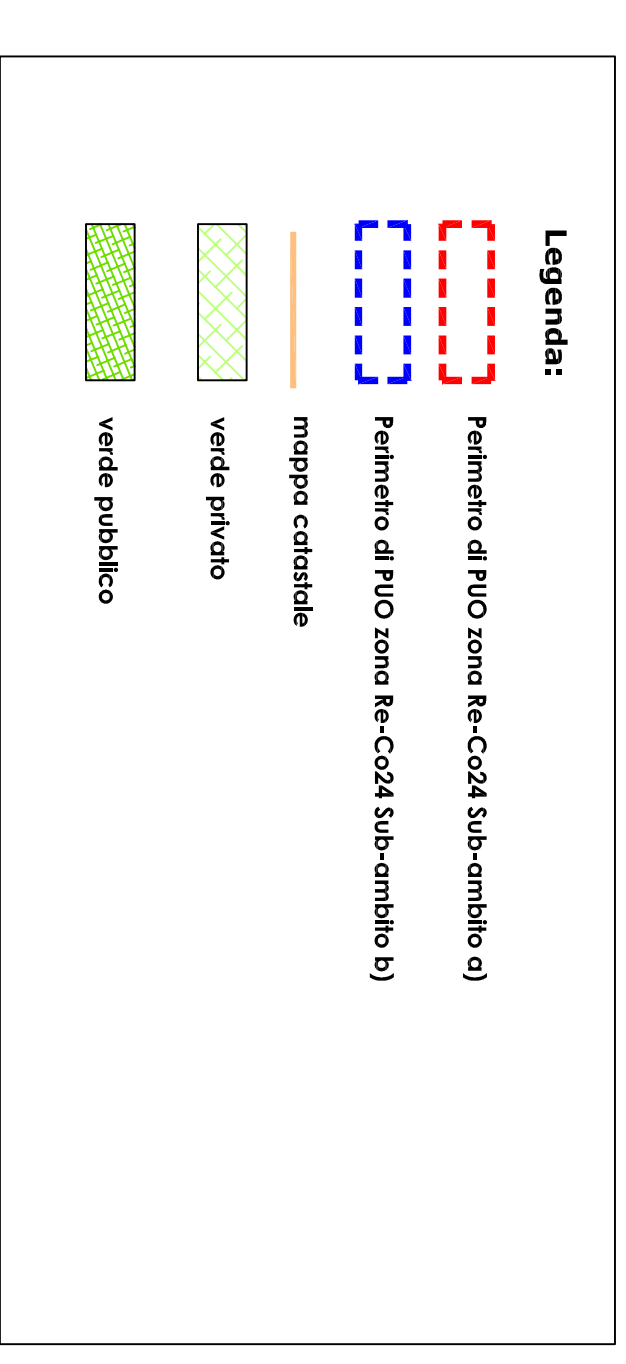 Legenda:
Perimetro di PUO zona Re-Co24 Sub-ambito a)
Perimetro di PUO zona Re-Co24 Sub-ambito b)
mappa catastale
verde privato
verde pubblico